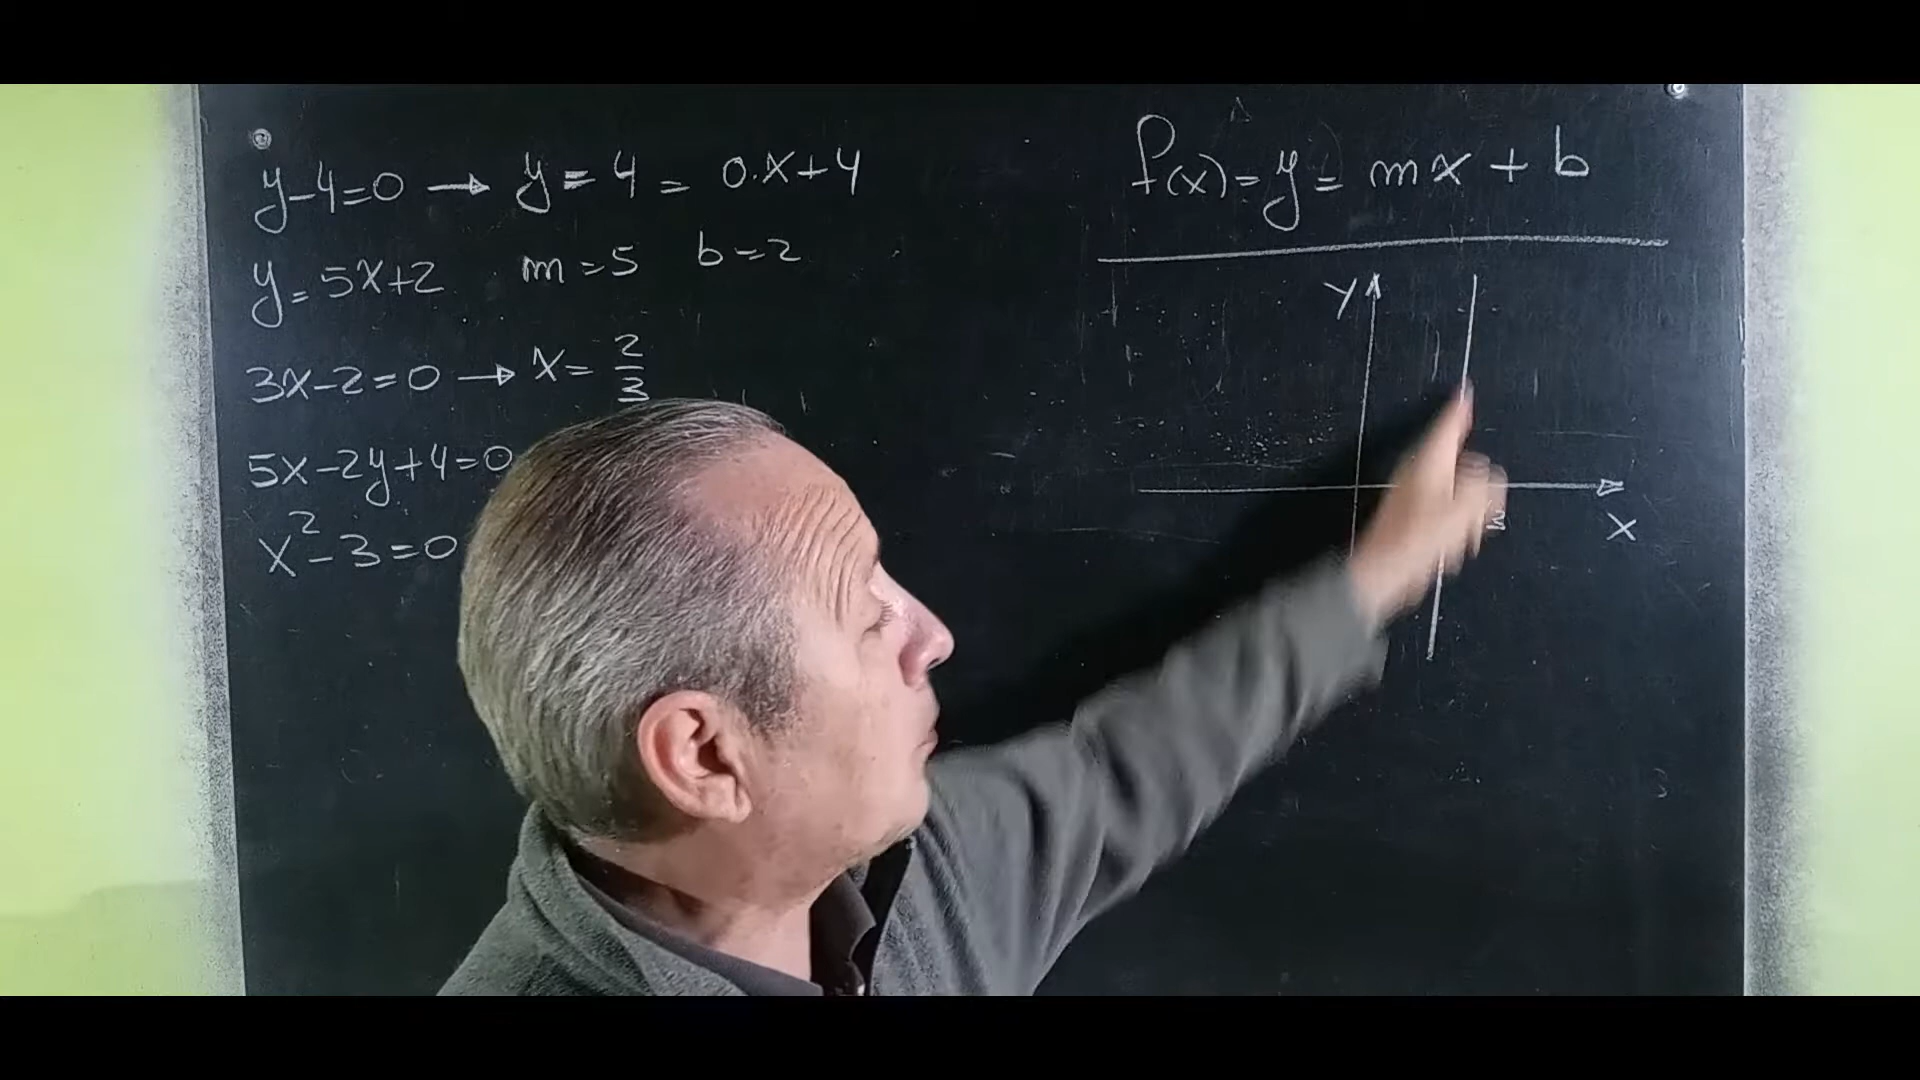 y-4=0 → y=4=0.x+4
y=5x+2 m=5 b=2
3x-2=0 → x=2/3
5x-2y+4=0
x²-3=0
f(x)=y=mx+b
y
x